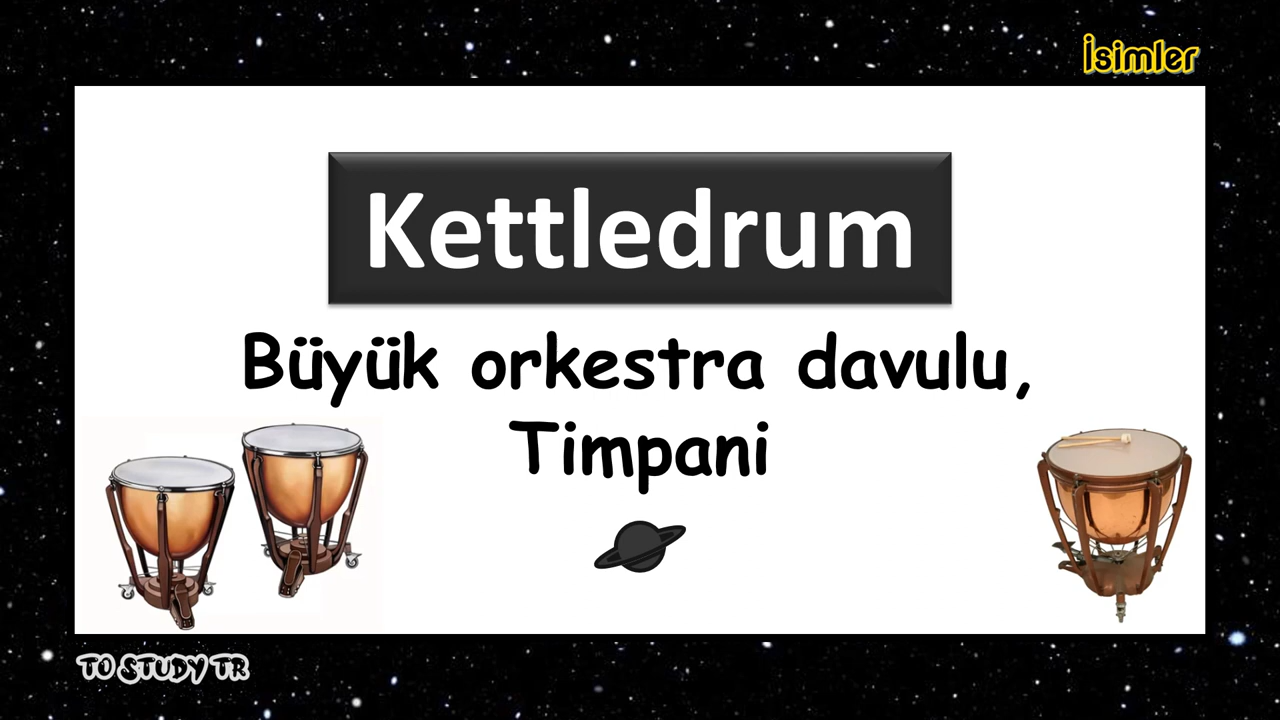 İsimler
Kettledrum
Büyük orkestra davulu,
Timpani
TO STUDY TR